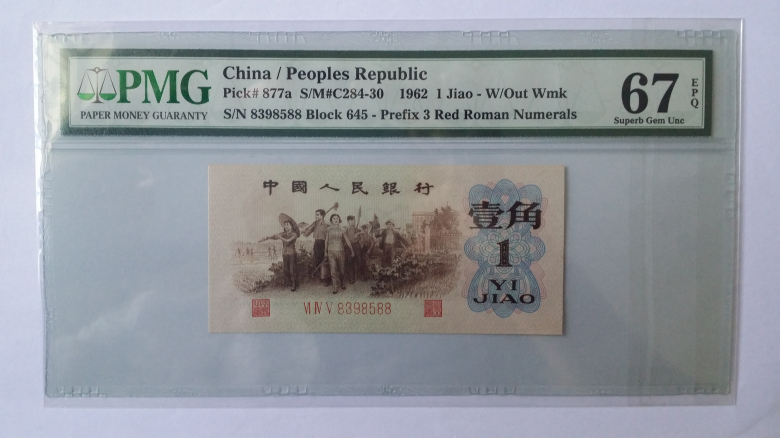 PMG
PAPER MONEY GUARANTY
China / Peoples Republic
Pick# 877a S/M#C284-30 1962 1 Jiao - W/Out Wmk
S/N 8398588 Block 645 - Prefix 3 Red Roman Numerals
67 EPQ
Superb Gem Unc
中國人民銀行
壹角
1
YI
JIAO
VI IV V 8398588